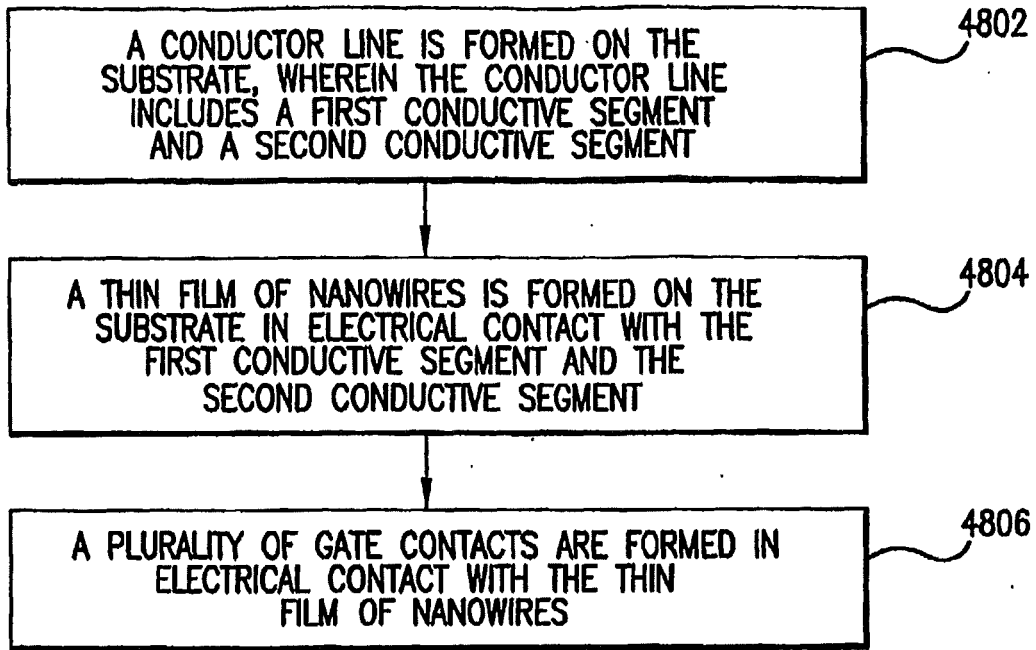 A CONDUCTOR LINE IS FORMED ON THE
SUBSTRATE, WHEREIN THE CONDUCTOR LINE
INCLUDES A FIRST CONDUCTIVE SEGMENT
AND A SECOND CONDUCTIVE SEGMENT
4802
A THIN FILM OF NANOWIRES IS FORMED ON THE
SUBSTRATE IN ELECTRICAL CONTACT WITH THE
FIRST CONDUCTIVE SEGMENT AND THE
SECOND CONDUCTIVE SEGMENT
4804
A PLURALITY OF GATE CONTACTS ARE FORMED IN
ELECTRICAL CONTACT WITH THE THIN
FILM OF NANOWIRES
4806